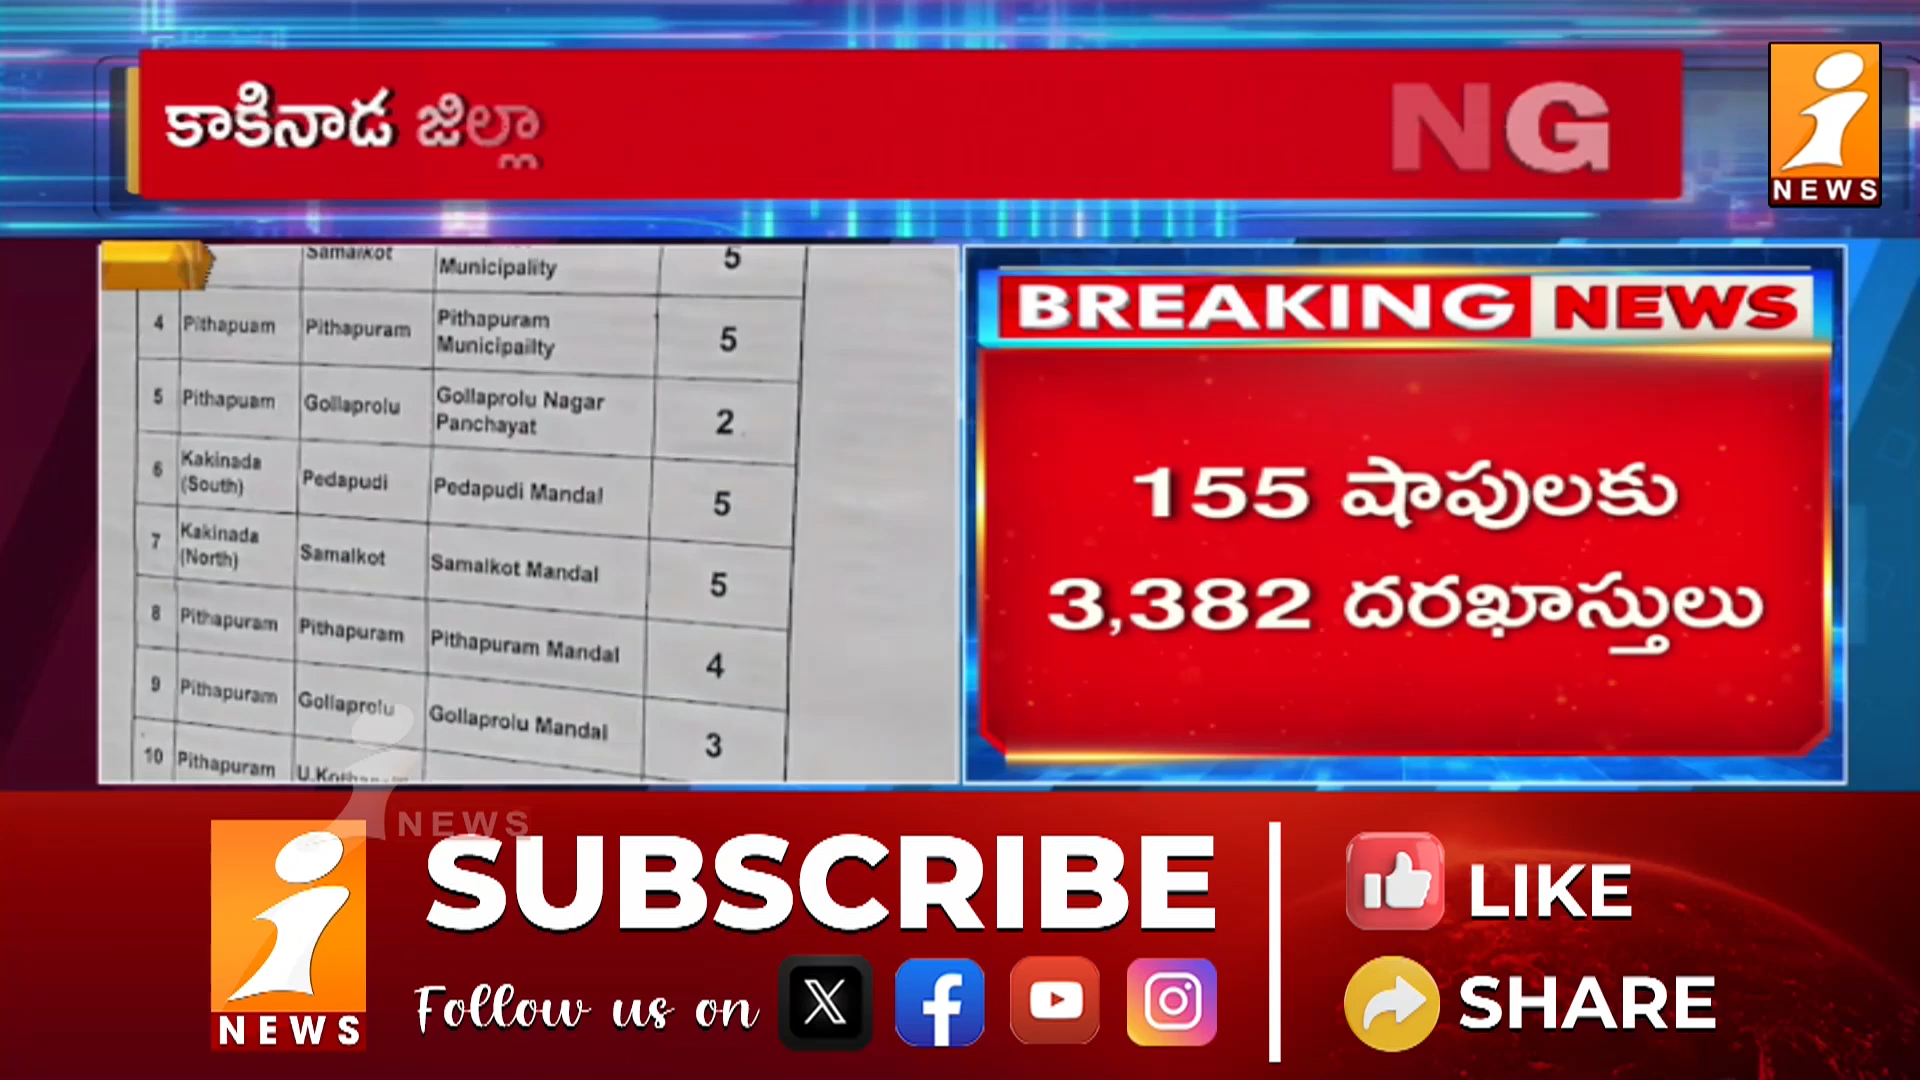 కాకినాడ జిల్లా
NG
NEWS
Samalkot Municipality 5
4 Pithapuam Pithapuram Pithapuram Municipailty 5
5 Pithapuam Gollaprolu Gollaprolu Nagar Panchayat 2
6 Kakinada (South) Pedapudi Pedapudi Mandal 5
7 Kakinada (North) Samalkot Samalkot Mandal 5
8 Pithapuram Pithapuram Pithapuram Mandal 4
9 Pithapuram Gollaprolu Gollaprolu Mandal 3
10 Pithapuram
BREAKING NEWS
155 షాపులకు
3,382 దరఖాస్తులు
NEWS
NEWS
SUBSCRIBE
Follow us on
LIKE
SHARE